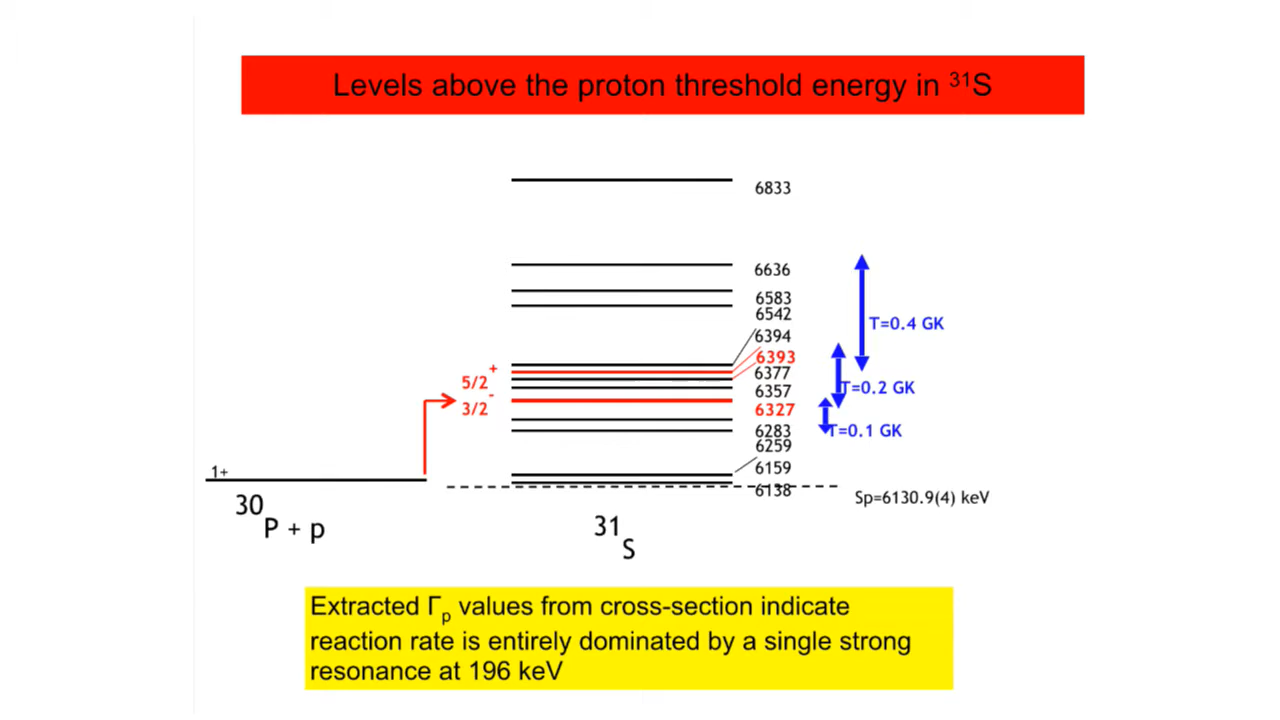 Levels above the proton threshold energy in ³¹S
6833
6636
6583
6542
T=0.4 GK
6394
6393
5/2⁺
6377
6357
T=0.2 GK
3/2⁻
6327
6283
T=0.1 GK
6259
6159
1+
6138
Sp=6130.9(4) keV
³⁰P + p
³¹S
Extracted Γₚ values from cross-section indicate
reaction rate is entirely dominated by a single strong
resonance at 196 keV